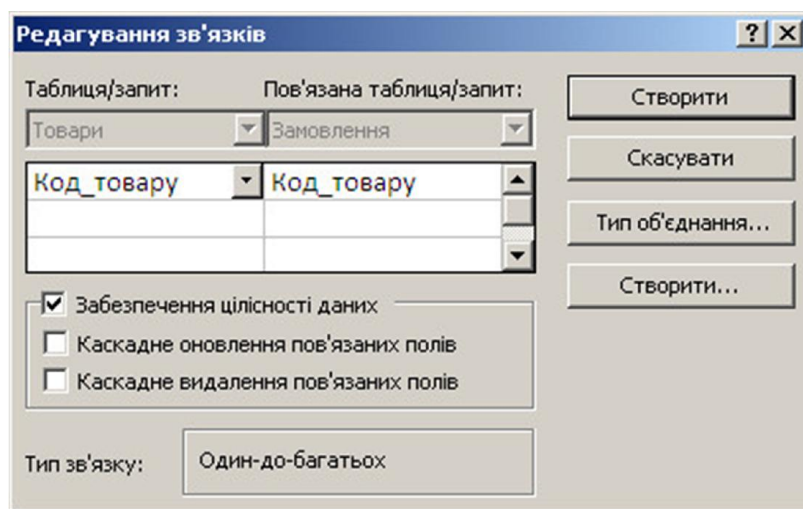 Редагування зв'язків
Таблиця/запит: Пов'язана таблиця/запит:
Товари Замовлення
Код_товару Код_товару
Створити
Скасувати
Тип об'єднання...
Створити...
Забезпечення цілісності даних
Каскадне оновлення пов'язаних полів
Каскадне видалення пов'язаних полів
Тип зв'язку: Один-до-багатьох